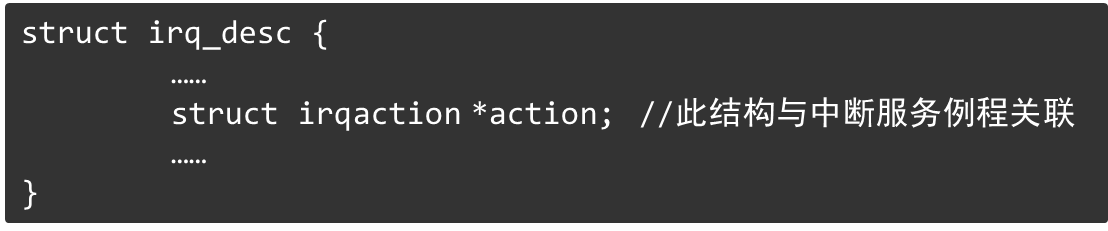 struct irq_desc {
……
struct irqaction *action; //此结构与中断服务例程关联
……
}